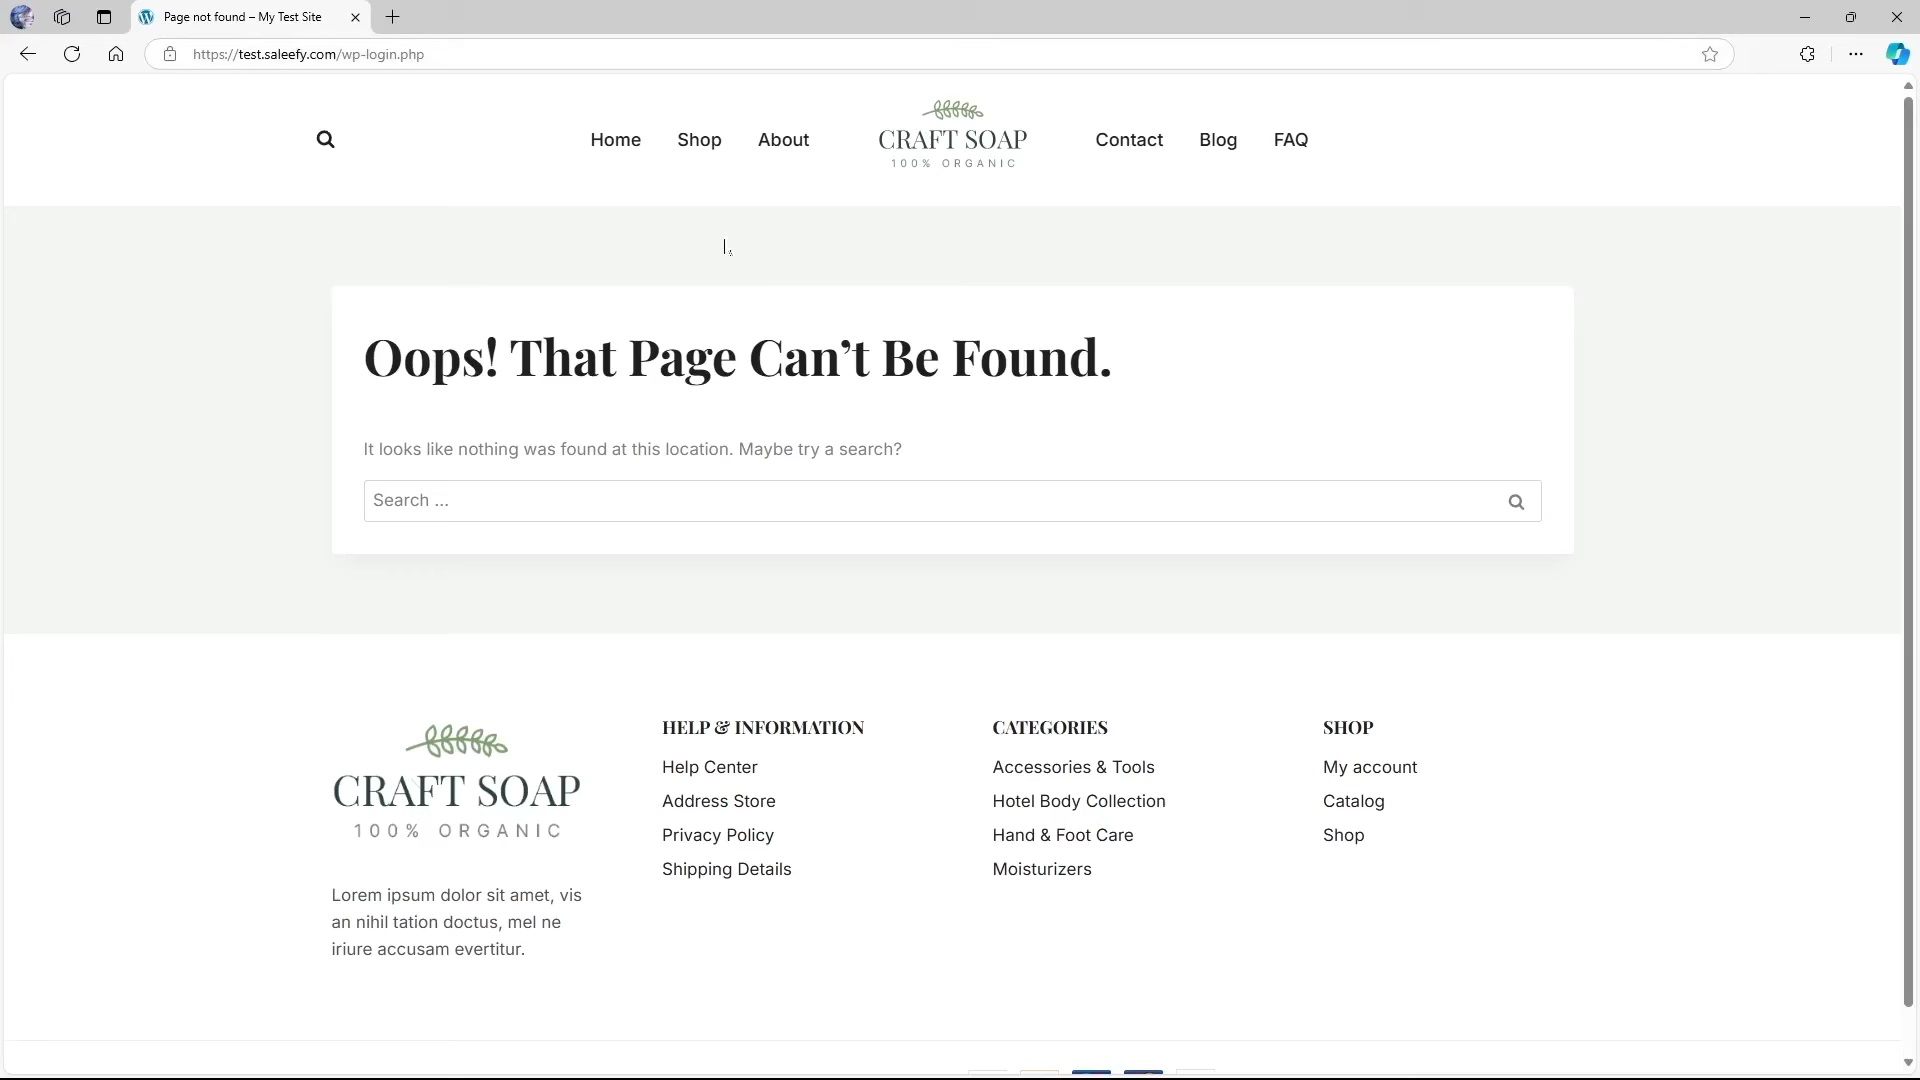 Page not found – My Test Site
https://test.saleefy.com/wp-login.php
Home
Shop
About
CRAFT SOAP
100% ORGANIC
Contact
Blog
FAQ
Oops! That Page Can’t Be Found.
It looks like nothing was found at this location. Maybe try a search?
Search ...
CRAFT SOAP
100% ORGANIC
Lorem ipsum dolor sit amet, vis
an nihil tation doctus, mel ne
iriure accusam evertitur.
HELP & INFORMATION
Help Center
Address Store
Privacy Policy
Shipping Details
CATEGORIES
Accessories & Tools
Hotel Body Collection
Hand & Foot Care
Moisturizers
SHOP
My account
Catalog
Shop